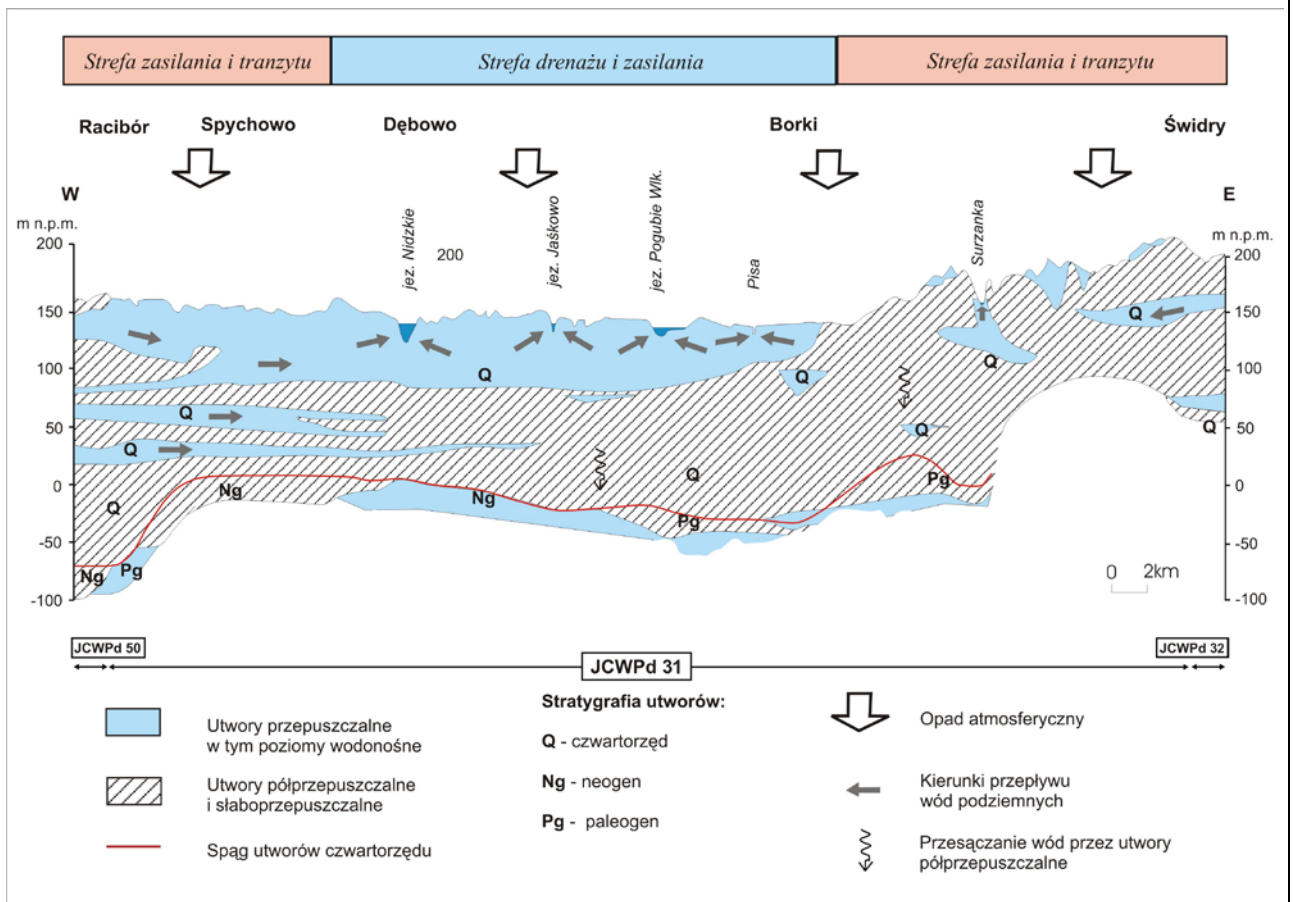 Strefa zasilania i tranzytu
Strefa drenażu i zasilania
Strefa zasilania i tranzytu
Racibór
Spychowo
Dębowo
Borki
Świdry
W
E
m n.p.m.
m n.p.m.
jez. Nidzkie
200
jez. Jaśkowo
jez. Pogubie Wlk.
Pisa
Surzanka
200
150
100
50
0
-50
-100
200
150
100
50
0
-50
-100
Q
Q
Q
Q
Q
Q
Q
Q
Q
Q
Q
Ng
Ng
Ng
Pg
Pg
Pg
0 2km
JCWPd 50
JCWPd 31
JCWPd 32
Utwory przepuszczalne
w tym poziomy wodonośne
Utwory półprzepuszczalne
i słaboprzepuszczalne
Spąg utworów czwartorzędu
Stratygrafia utworów:
Q - czwartorzęd
Ng - neogen
Pg - paleogen
Opad atmosferyczny
Kierunki przepływu
wód podziemnych
Przesączanie wód przez utwory
półprzepuszczalne